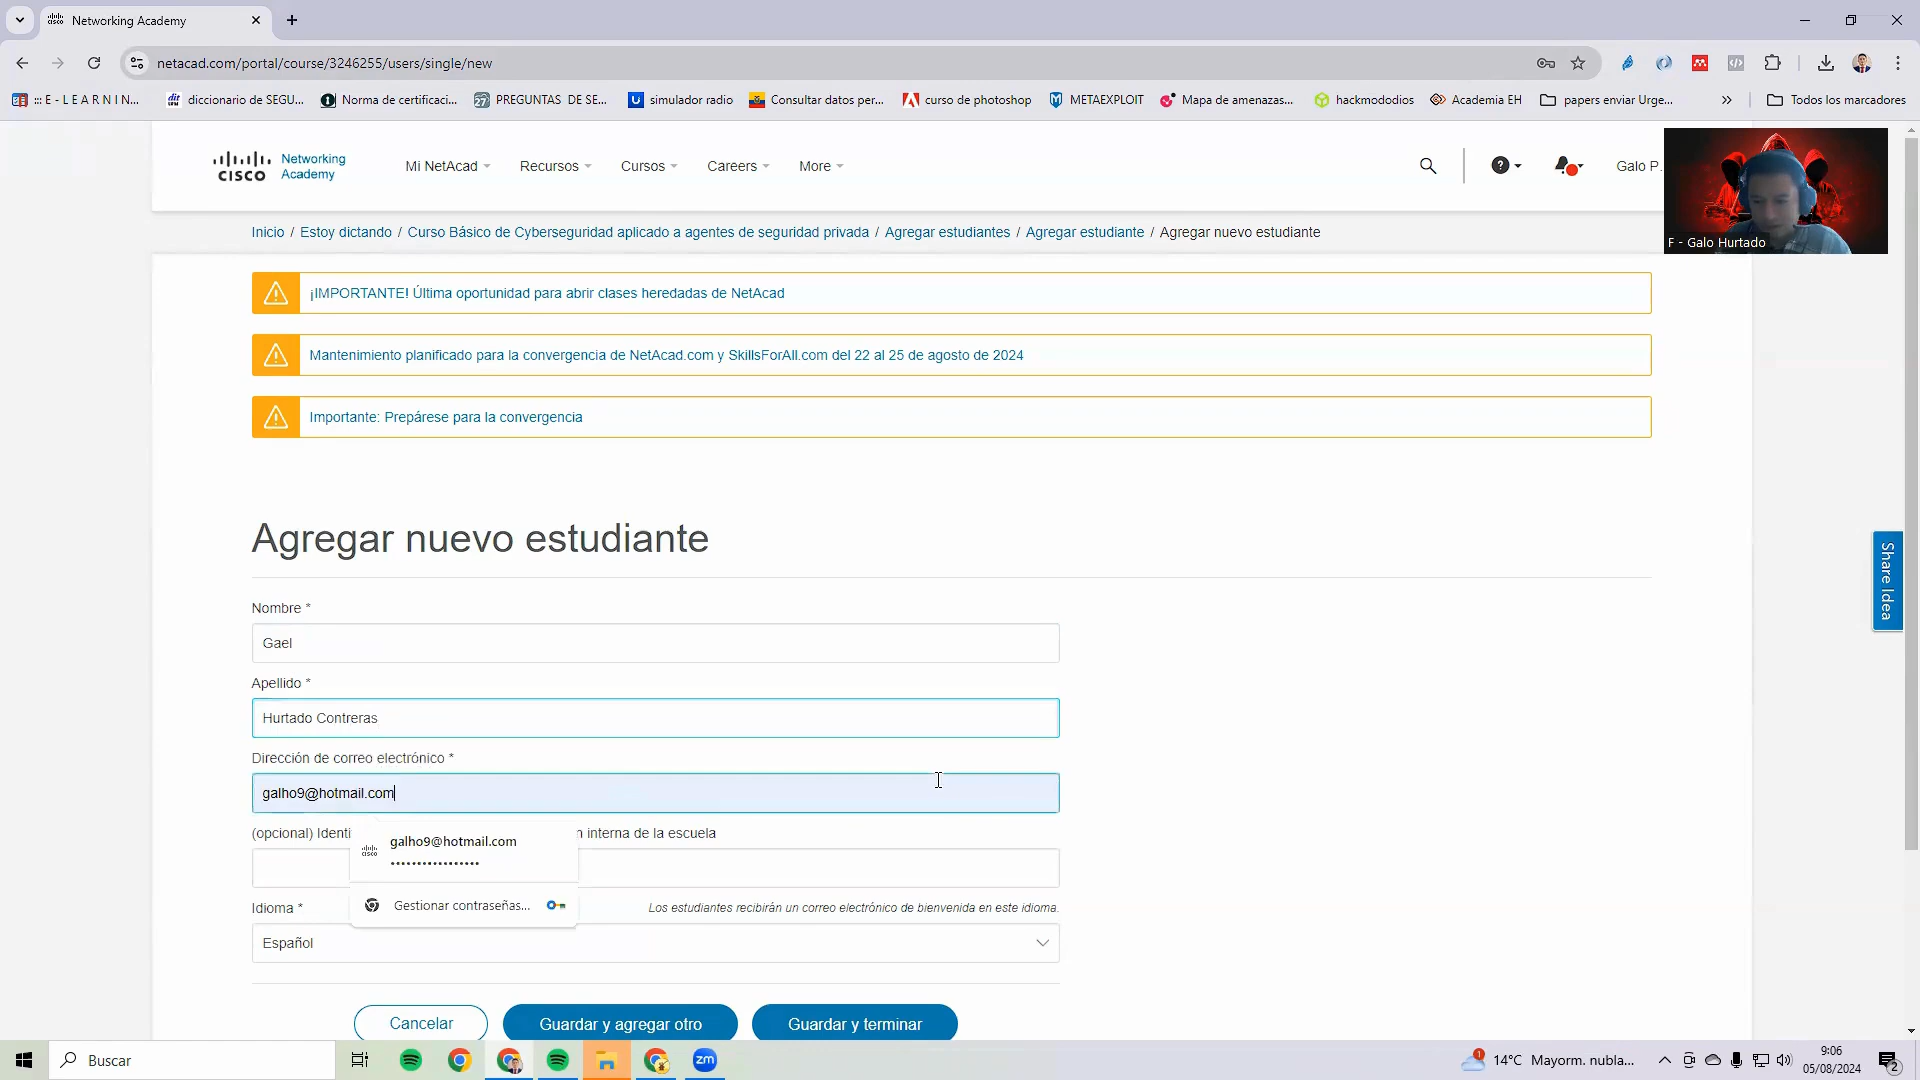 Networking Academy
netacad.com/portal/course/3246255/users/single/new
::: E - L E A R N I N...
diccionario de SEGU...
Norma de certificaci...
PREGUNTAS DE SE...
simulador radio
Consultar datos per...
curso de photoshop
METAEXPLOIT
Mapa de amenazas...
hackmododios
Academia EH
papers enviar Urge...
Todos los marcadores
CISCO
Networking
Academy
Mi NetAcad
Recursos
Cursos
Careers
More
Galo P.
F - Galo Hurtado
Inicio / Estoy dictando / Curso Básico de Cyberseguridad aplicado a agentes de seguridad privada / Agregar estudiantes / Agregar estudiante / Agregar nuevo estudiante
¡IMPORTANTE! Última oportunidad para abrir clases heredadas de NetAcad
Mantenimiento planificado para la convergencia de NetAcad.com y SkillsForAll.com del 22 al 25 de agosto de 2024
Importante: Prepárese para la convergencia
Share Idea
Agregar nuevo estudiante
Nombre *
Gael
Apellido *
Hurtado Contreras
Dirección de correo electrónico *
galho9@hotmail.com
(opcional) Identi
n interna de la escuela
galho9@hotmail.com
•••••••••••••••••
Gestionar contraseñas...
Idioma *
Los estudiantes recibirán un correo electrónico de bienvenida en este idioma.
Español
Cancelar
Guardar y agregar otro
Guardar y terminar
Buscar
zm
1
14°C Mayorm. nubla...
9:06
05/08/2024
2